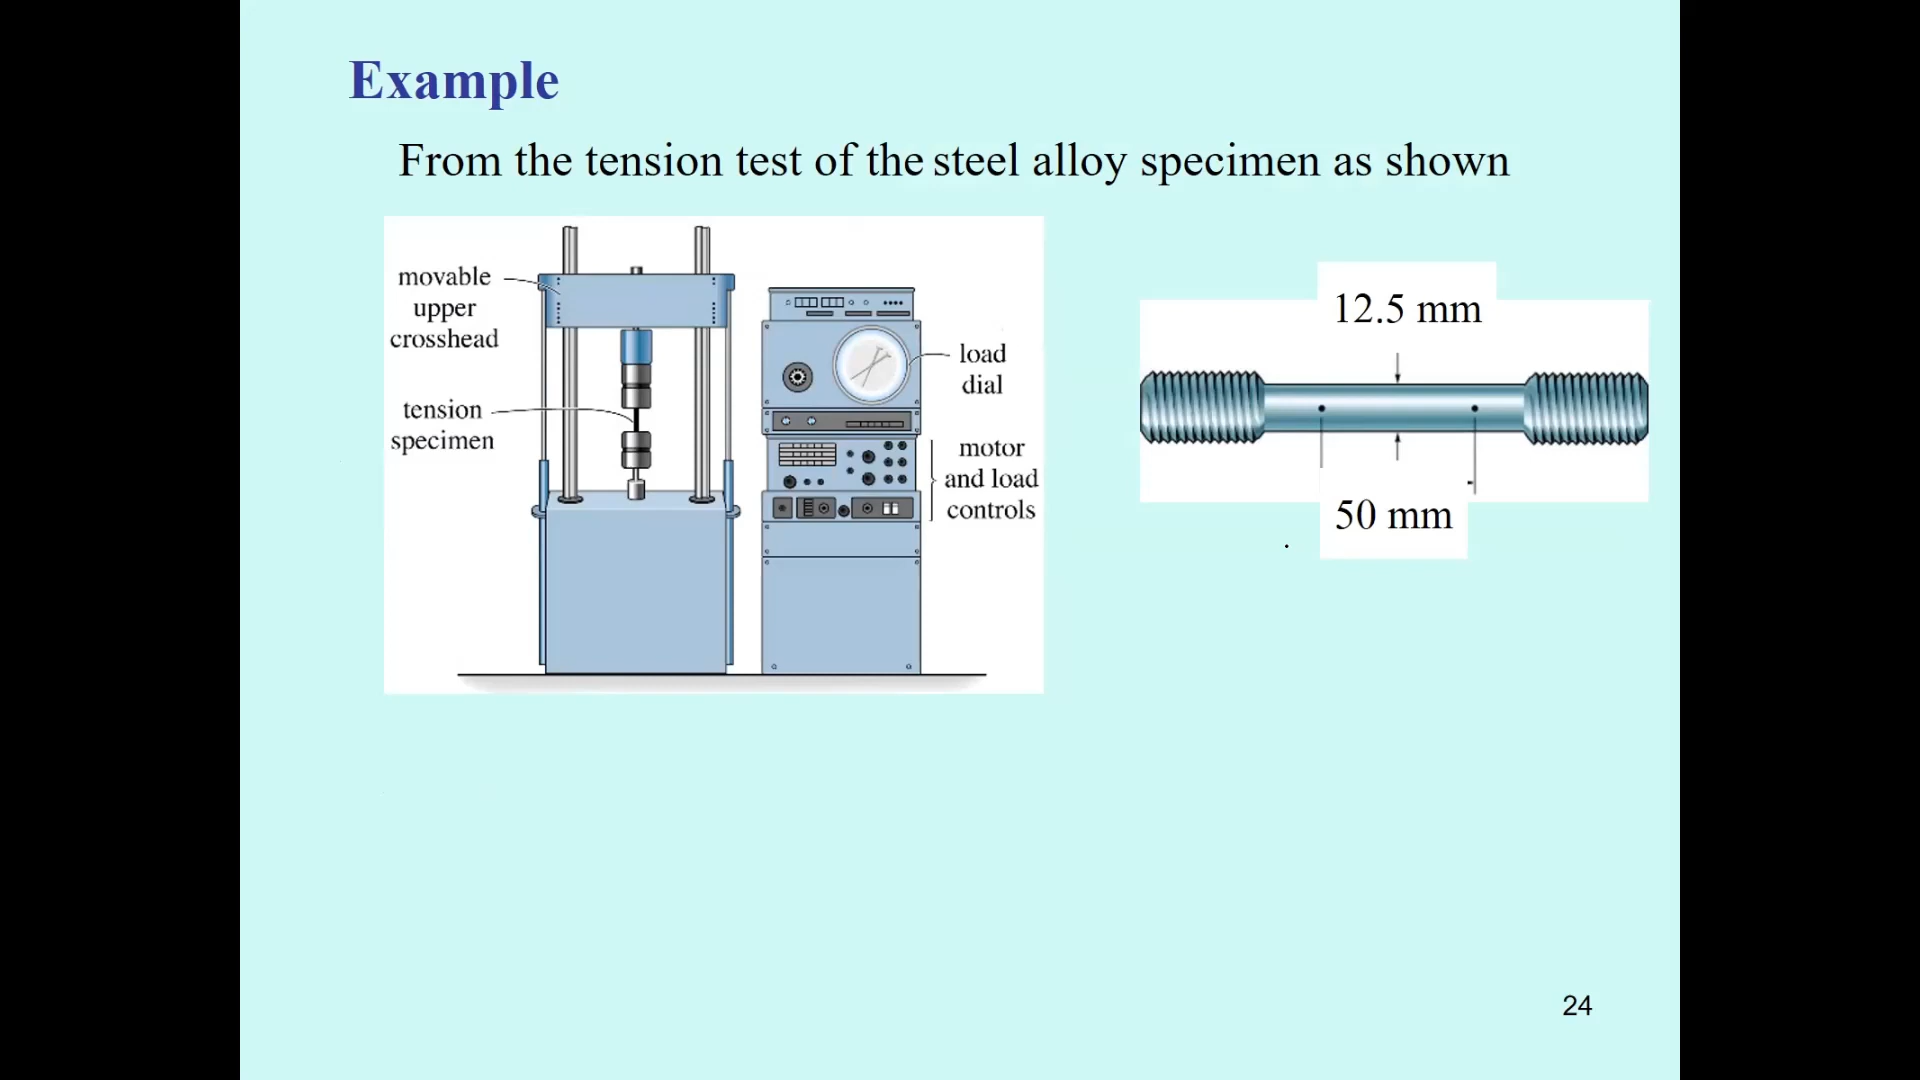 Example
From the tension test of the steel alloy specimen as shown
movable
upper
crosshead
tension
specimen
load
dial
motor
and load
controls
12.5 mm
50 mm
24